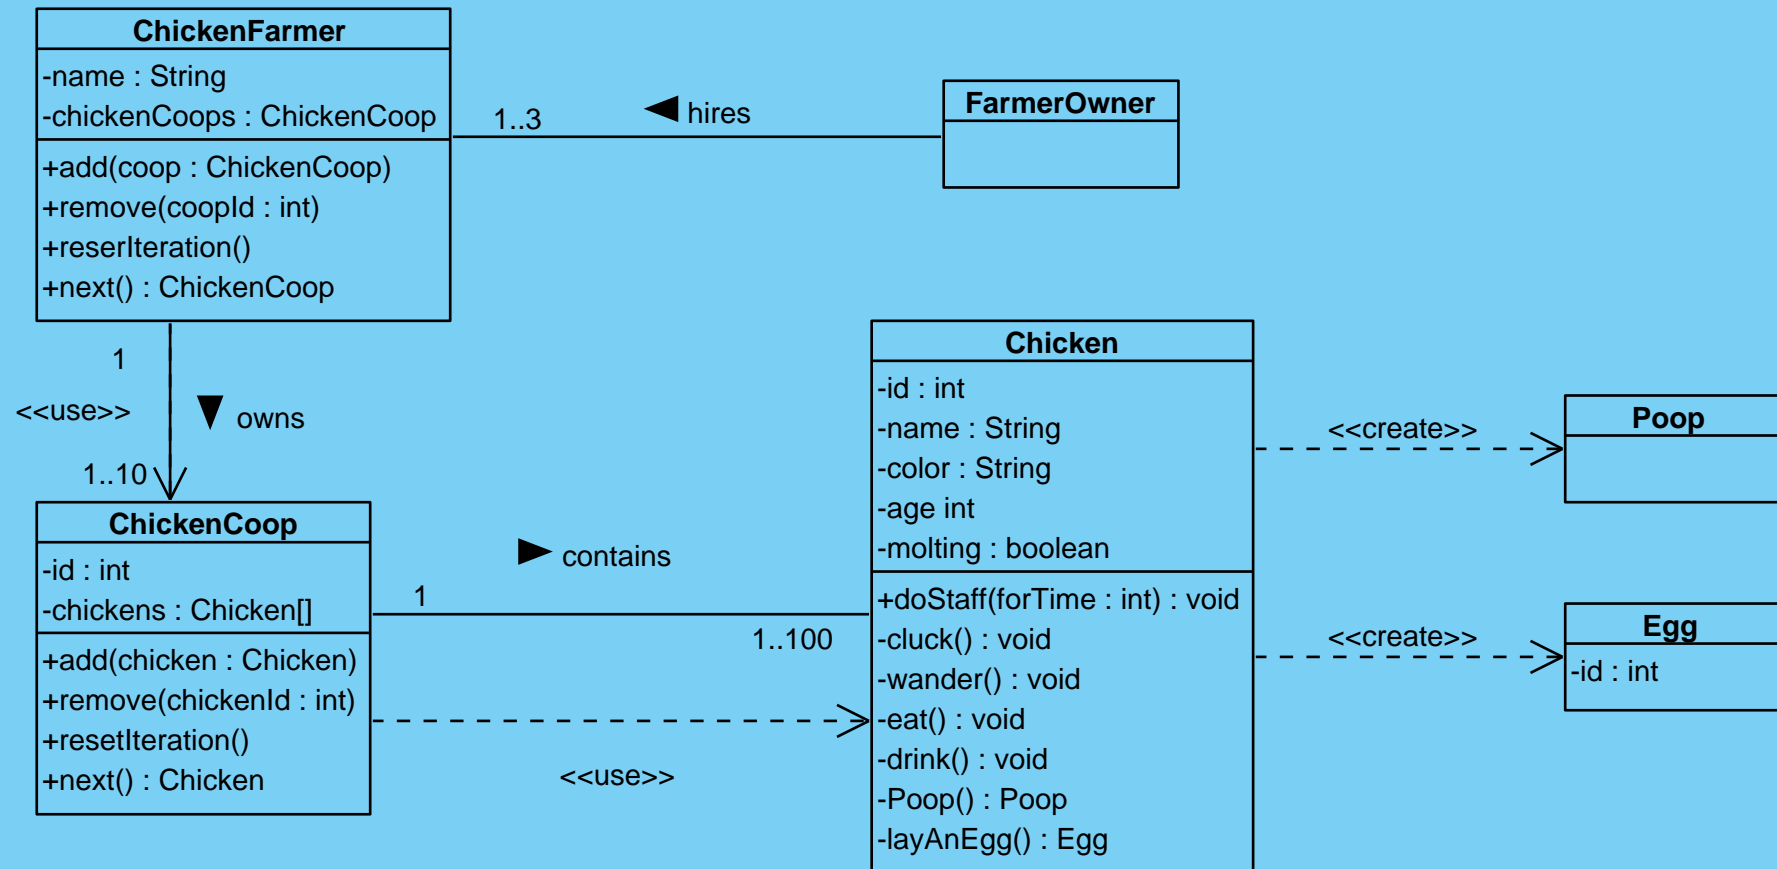 ChickenFarmer
-name : String
-chickenCoops : ChickenCoop
+add(coop : ChickenCoop)
+remove(coopId : int)
+reserIteration()
+next() : ChickenCoop
1..3
hires
FarmerOwner
1
<<use>>
owns
1..10
ChickenCoop
-id : int
-chickens : Chicken[]
+add(chicken : Chicken)
+remove(chickenId : int)
+resetIteration()
+next() : Chicken
contains
1
1..100
<<use>>
Chicken
-id : int
-name : String
-color : String
-age int
-molting : boolean
+doStaff(forTime : int) : void
-cluck() : void
-wander() : void
-eat() : void
-drink() : void
-Poop() : Poop
-layAnEgg() : Egg
<<create>>
Poop
<<create>>
Egg
-id : int